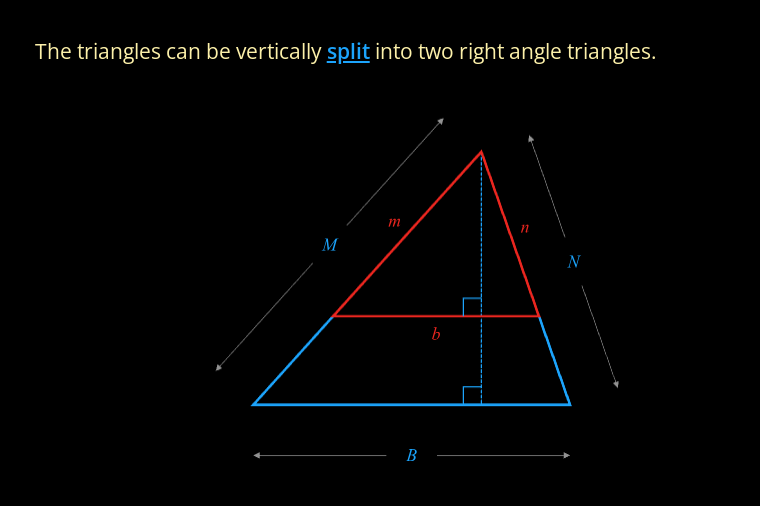 The triangles can be vertically split into two right angle triangles.
m
n
M
N
b
B